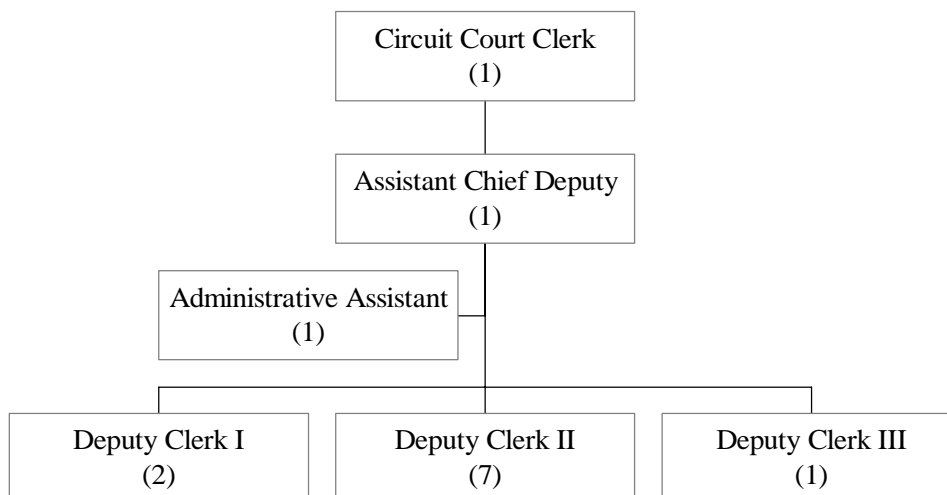 Circuit Court Clerk
(1)
Assistant Chief Deputy
(1)
Administrative Assistant
(1)
Deputy Clerk I
(2)
Deputy Clerk II
(7)
Deputy Clerk III
(1)